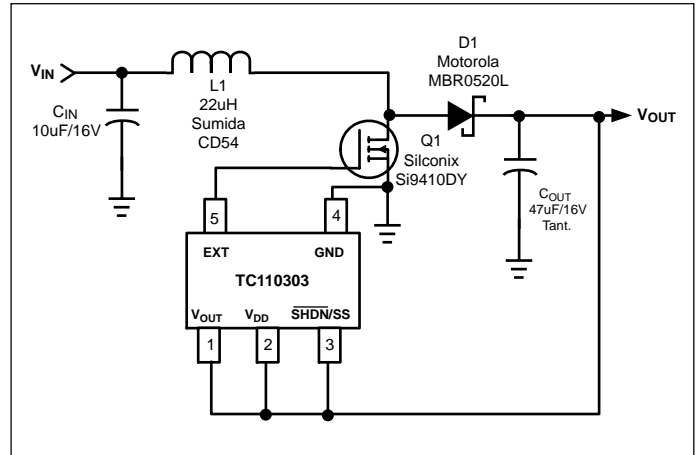 VIN
CIN
10uF/16V
L1
22uH
Sumida
CD54
D1
Motorola
MBR0520L
VOUT
Q1
Silconix
Si9410DY
COUT
47uF/16V
Tant.
5
4
EXT
GND
TC110303
VOUT
VDD
SHDN/SS
1
2
3